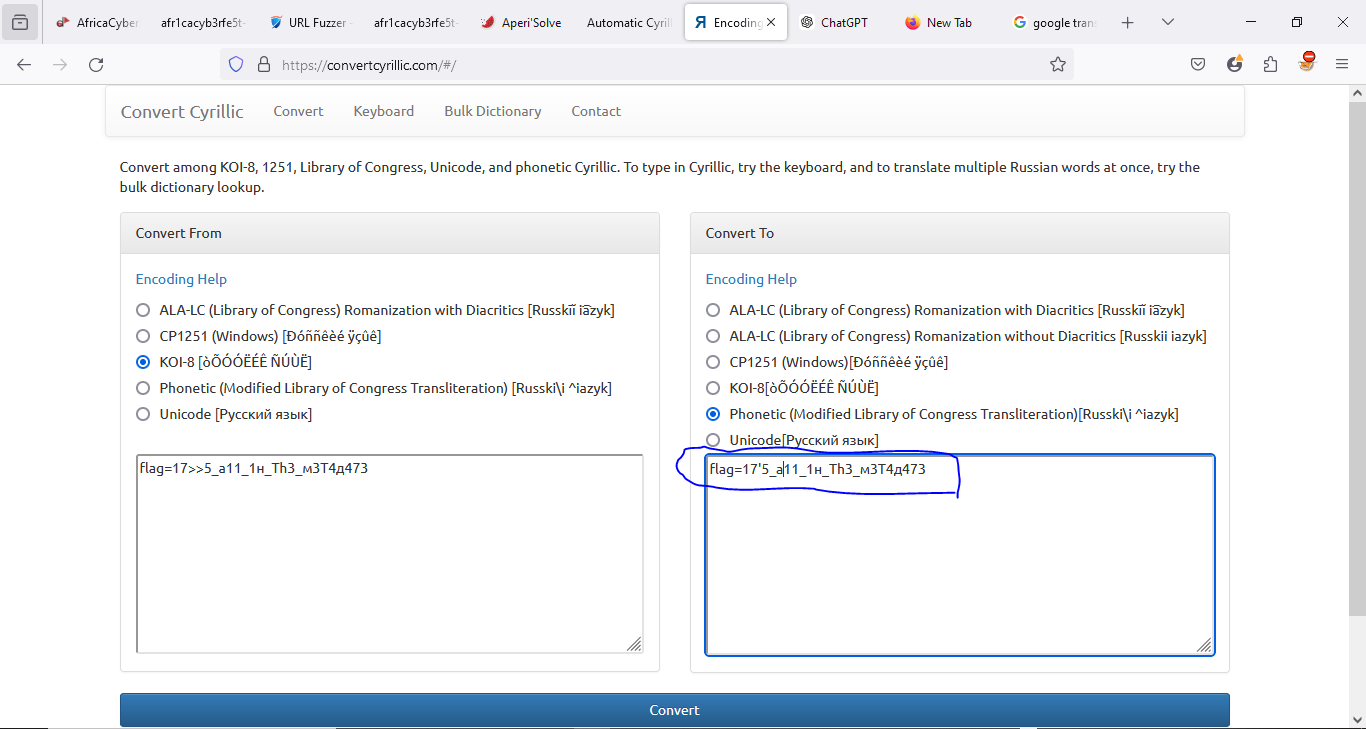 AfricaCyber
afr1cacyb3rfe5t-
URL Fuzzer -
afr1cacyb3rfe5t-
Aperi'Solve
Automatic Cyrill
Я Encoding
ChatGPT
New Tab
google trans
https://convertcyrillic.com/#/
Convert Cyrillic Convert Keyboard Bulk Dictionary Contact
Convert among KOI-8, 1251, Library of Congress, Unicode, and phonetic Cyrillic. To type in Cyrillic, try the keyboard, and to translate multiple Russian words at once, try the
bulk dictionary lookup.
Convert From
Encoding Help
ALA-LC (Library of Congress) Romanization with Diacritics [Russkiĭ i͡azyk]
CP1251 (Windows) [Ðóññêèé ÿçûê]
KOI-8 [òÕÓÓËÉÊ ÑÚÙË]
Phonetic (Modified Library of Congress Transliteration) [Russki\i ^iazyk]
Unicode [Русский язык]
flag=17>>5_a11_1н_Th3_м3T4д473
Convert To
Encoding Help
ALA-LC (Library of Congress) Romanization with Diacritics [Russkiĭ i͡azyk]
ALA-LC (Library of Congress) Romanization without Diacritics [Russkii iazyk]
CP1251 (Windows)[Ðóññêèé ÿçûê]
KOI-8[òÕÓÓËÉÊ ÑÚÙË]
Phonetic (Modified Library of Congress Transliteration)[Russki\i ^iazyk]
Unicode[Русский язык]
flag=17'5_a11_1н_Th3_м3T4д473
Convert